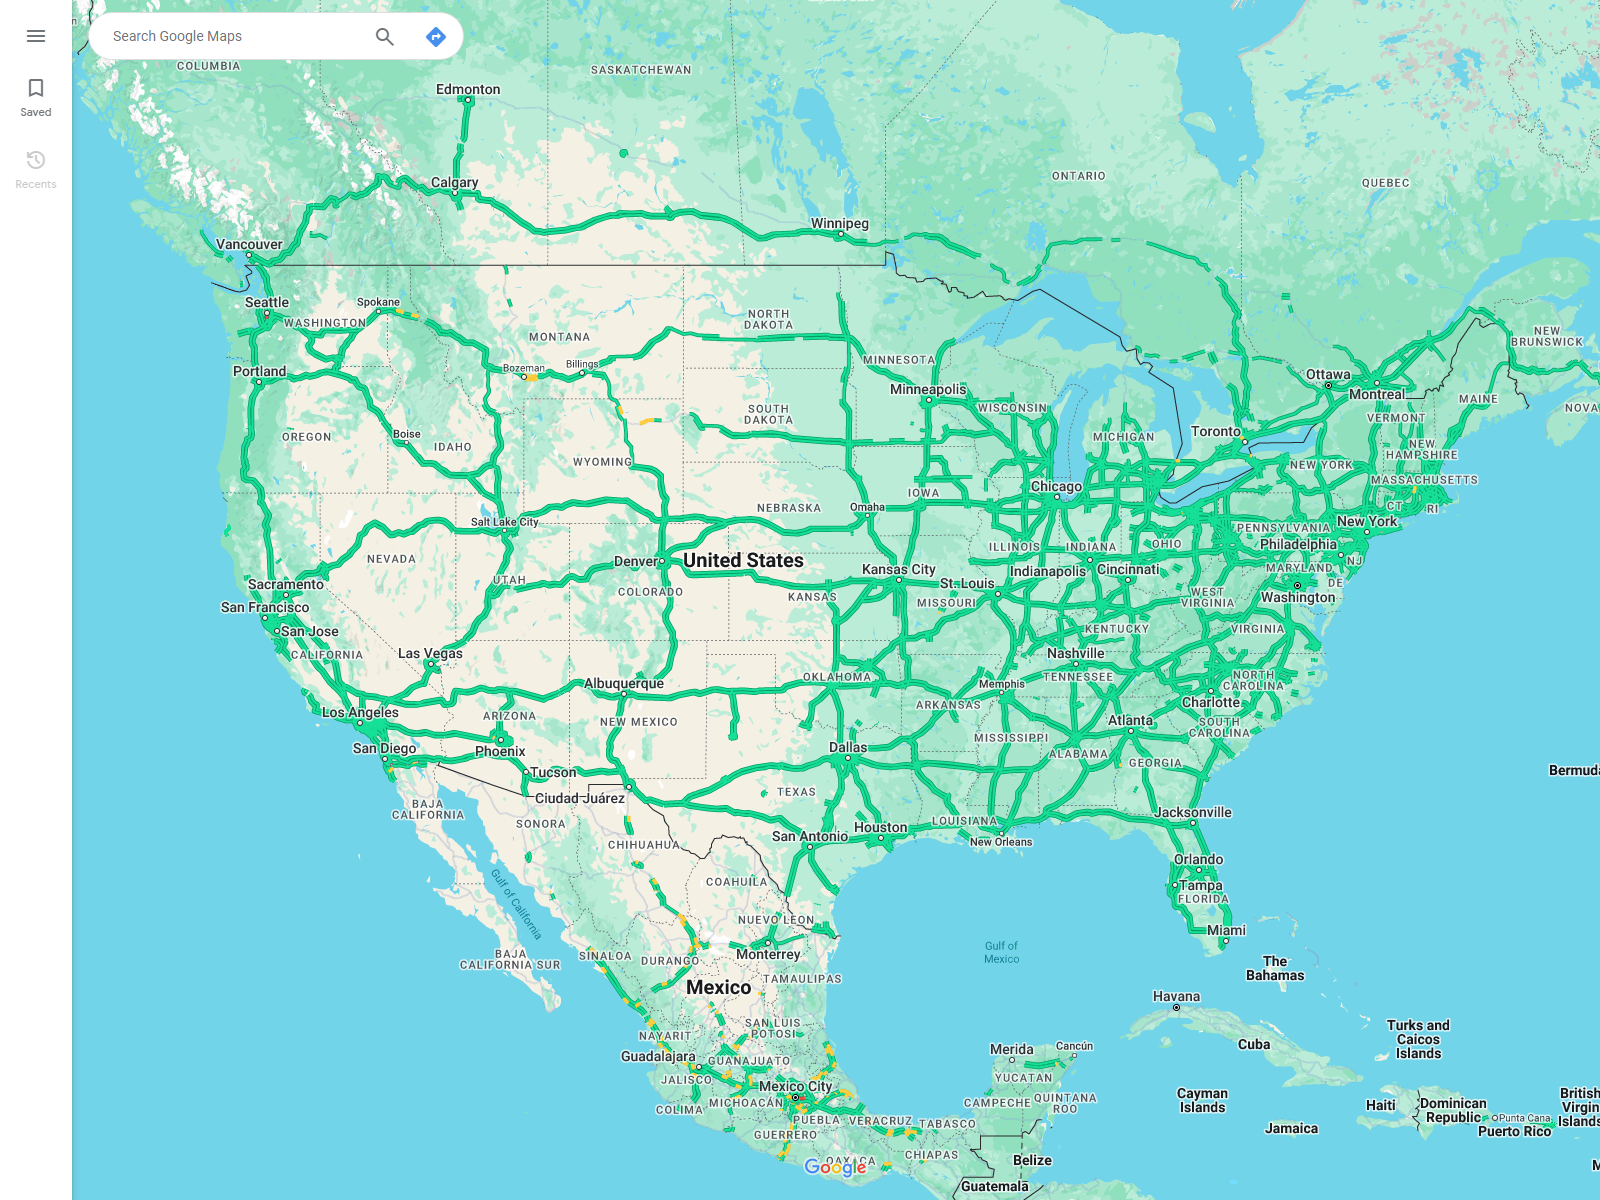 Search Google Maps
Saved
Recents
COLUMBIA
SASKATCHEWAN
Edmonton
ONTARIO
QUEBEC
Calgary
Winnipeg
Vancouver
Seattle
Spokane
WASHINGTON
MONTANA
NORTH
DAKOTA
NEW
BRUNSWICK
MINNESOTA
Bozeman
Billings
Portland
Ottawa
Montreal
Minneapolis
MAINE
NOVA
WISCONSIN
SOUTH
DAKOTA
VERMONT
Toronto
MICHIGAN
OREGON
Boise
IDAHO
NEW
HAMPSHIRE
WYOMING
NEW YORK
MASSACHUSETTS
Chicago
IOWA
CT
RI
NEBRASKA
Omaha
Salt Lake City
New York
PENNSYLVANIA
Philadelphia
ILLINOIS
INDIANA
OHIO
NEVADA
Denver
United States
NJ
Kansas City
Indianapolis
Cincinnati
MARYLAND
UTAH
St. Louis
DE
Sacramento
COLORADO
KANSAS
MISSOURI
WEST
VIRGINIA
Washington
San Francisco
San Jose
KENTUCKY
VIRGINIA
CALIFORNIA
Las Vegas
Nashville
OKLAHOMA
TENNESSEE
NORTH
CAROLINA
Albuquerque
Memphis
Charlotte
ARKANSAS
Los Angeles
ARIZONA
NEW MEXICO
Atlanta
SOUTH
CAROLINA
MISSISSIPPI
San Diego
Phoenix
Dallas
ALABAMA
GEORGIA
Tucson
Bermuda
TEXAS
Ciudad Juárez
BAJA
CALIFORNIA
Jacksonville
SONORA
LOUISIANA
Houston
San Antonio
New Orleans
CHIHUAHUA
Orlando
COAHUILA
Tampa
FLORIDA
Gulf of California
NUEVO LEON
Miami
Gulf of
Mexico
Monterrey
SINALOA
DURANGO
BAJA
CALIFORNIA SUR
The
Bahamas
TAMAULIPAS
Mexico
Havana
SAN LUIS
POTOSI
NAYARIT
Turks and
Caicos
Islands
Cuba
Guadalajara
GUANAJUATO
Merida
Cancún
JALISCO
YUCATAN
Mexico City
Cayman
Islands
MICHOACÁN
COLIMA
CAMPECHE
QUINTANA
ROO
Haiti
Dominican
Republic
British
Virgin
Islands
Punta Cana
Puerto Rico
PUEBLA
VERACRUZ
TABASCO
Jamaica
GUERRERO
CHIAPAS
OAXACA
Google
Belize
Guatemala